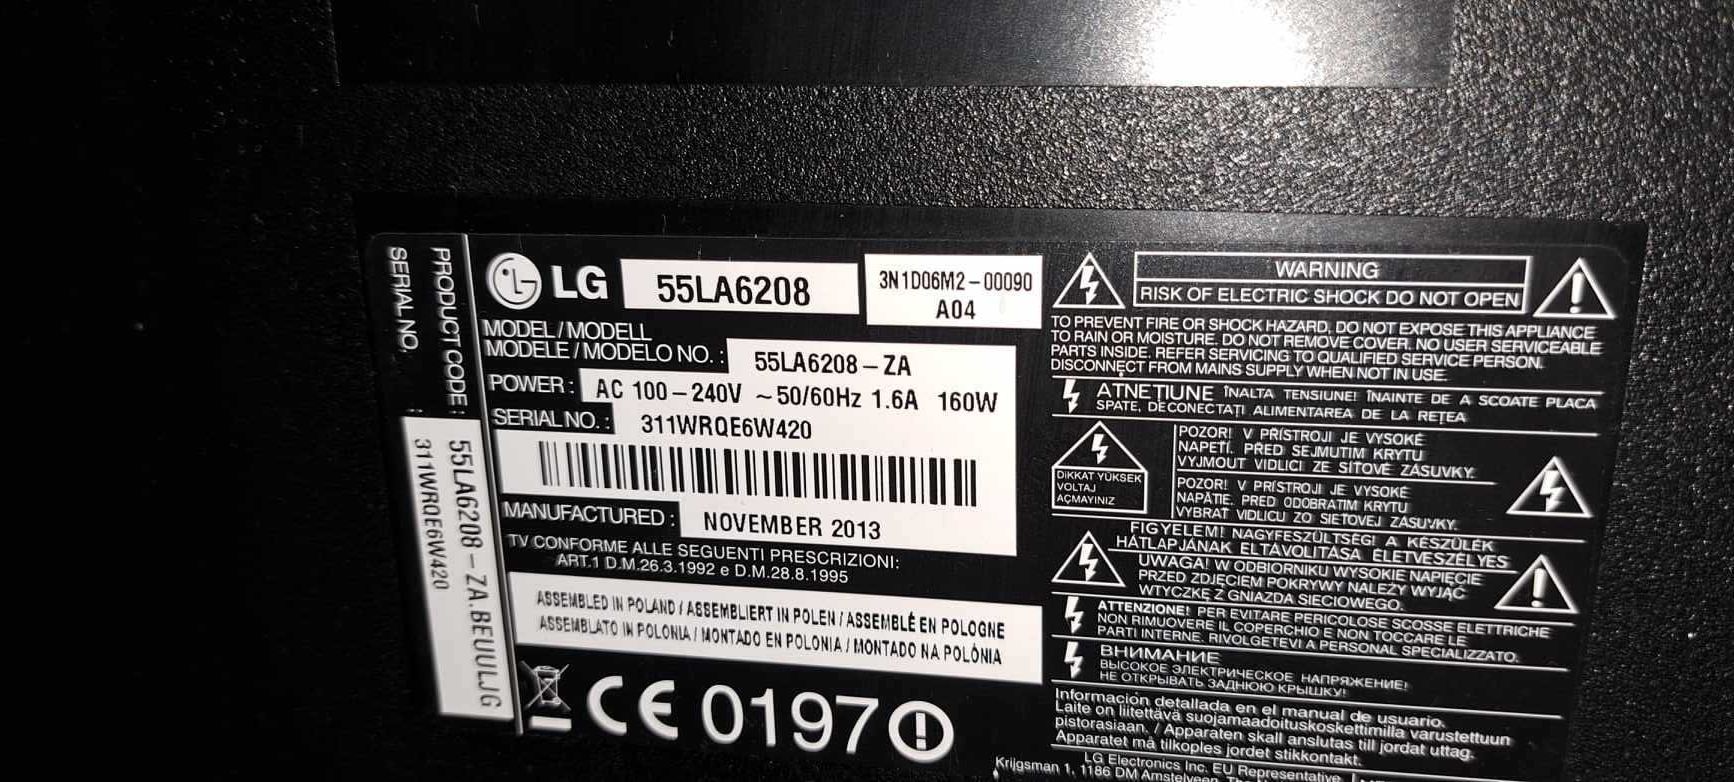 PRODUCT CODE : 55LA6208-ZA.BEUULJG
SERIAL NO. : 311WRQE6W420
LG 55LA6208
3N1D06M2-00090
A04
MODEL/MODELL
MODELE/MODELO NO. : 55LA6208-ZA
POWER : AC 100-240V ~50/60Hz 1.6A 160W
SERIAL NO. : 311WRQE6W420
MANUFACTURED : NOVEMBER 2013
TV CONFORME ALLE SEGUENTI PRESCRIZIONI:
ART.1 D.M.26.3.1992 e D.M.28.8.1995
ASSEMBLED IN POLAND / ASSEMBLIERT IN POLEN / ASSEMBLÉ EN POLOGNE
ASSEMBLATO IN POLONIA / MONTADO EN POLONIA / MONTADO NA POLÔNIA
CE 0197
WARNING
RISK OF ELECTRIC SHOCK DO NOT OPEN
TO PREVENT FIRE OR SHOCK HAZARD, DO NOT EXPOSE THIS APPLIANCE
TO RAIN OR MOISTURE. DO NOT REMOVE COVER. NO USER SERVICEABLE
PARTS INSIDE. REFER SERVICING TO QUALIFIED SERVICE PERSON.
DISCONNECT FROM MAINS SUPPLY WHEN NOT IN USE.
ATNEŢIUNE ÎNALTA TENSIUNE! ÎNAINTE DE A SCOATE PLACA
SPATE, DECONECTAŢI ALIMENTAREA DE LA REŢEA
DIKKAT YÜKSEK
VOLTAJ
AÇMAYINIZ
POZOR! V PŘÍSTROJI JE VYSOKÉ
NAPĚTÍ. PŘED SEJMUTIM KRYTU
VYJMOUT VIDLICI ZE SÍŤOVÉ ZÁSUVKY.
POZOR! V PRÍSTROJI JE VYSOKÉ
NAPÄTIE. PRED ODOBRATIM KRYTU
VYBRAŤ VIDLICU ZO SIEŤOVEJ ZÁSUVKY.
FIGYELEM! NAGYFESZÜLTSÉG! A KÉSZÜLÉK
HÁTLAPJÁNAK ELTÁVOLITÁSA ÉLETVESZÉLYES
UWAGA! W ODBIORNIKU WYSOKIE NAPIĘCIE
PRZED ZDJĘCIEM POKRYWY NALEŻY WYJĄĆ
WTYCZKĘ Z GNIAZDA SIECIOWEGO.
ATTENZIONE! PER EVITARE PERICOLOSE SCOSSE ELETTRICHE
NON RIMUOVERE IL COPERCHIO E NON TOCCARE LE
PARTI INTERNE. RIVOLGETEVI A PERSONAL SPECIALIZZATO.
ВНИМАНИЕ
ВЫСОКОЕ ЭЛЕКТРИЧЕСКОЕ НАПРЯЖЕНИЕ!
НЕ ОТКРЫВАТЬ ЗАДНЮЮ КРЫШКУ!
Información detallada en el manual de usuario.
Laite on liitettävä suojamaadoituskoskettimilla varustettuun
pistorasiaan. / Apparaten skall anslutas till jordat uttag.
Apparatet må tilkoples jordet stikkontakt.
LG Electronics Inc. EU Representative,
Krijgsman 1, 1186 DM Amstelveen,